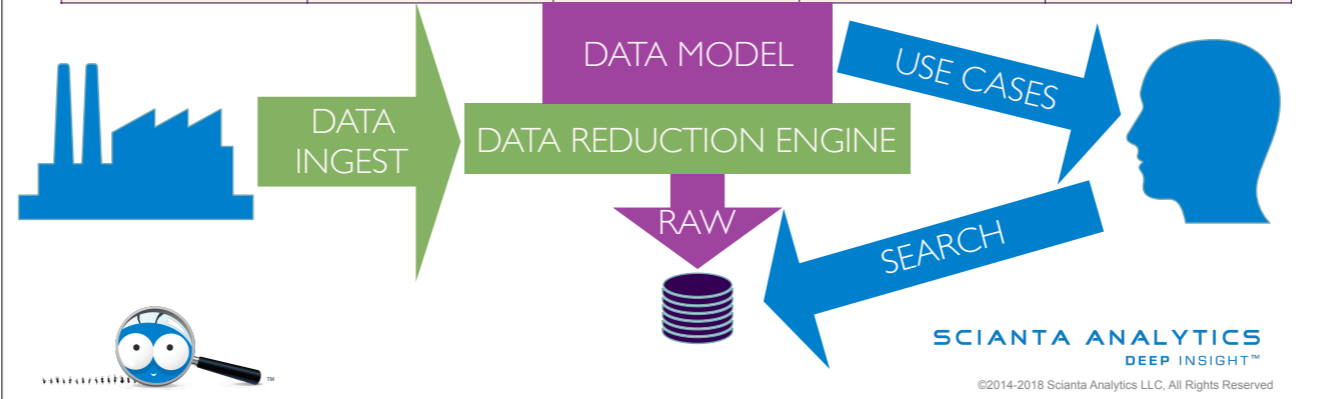 DATA MODEL
USE CASES
DATA
INGEST
DATA REDUCTION ENGINE
RAW
SEARCH
SCIANTA ANALYTICS
DEEP INSIGHT™
™
©2014-2018 Scianta Analytics LLC, All Rights Reserved